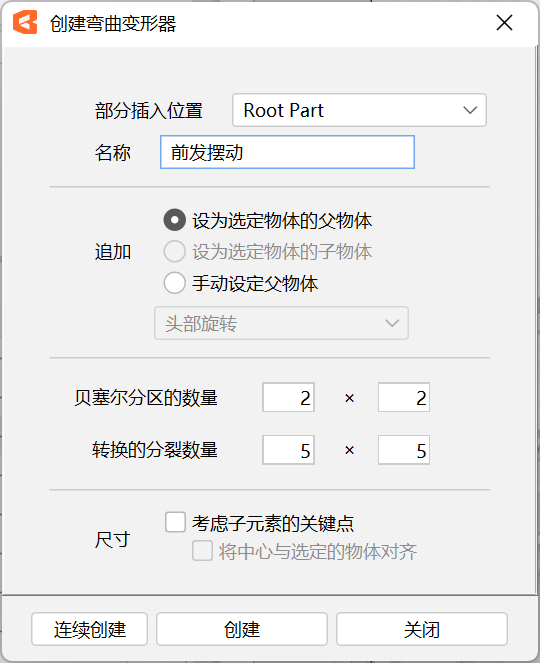 创建弯曲变形器
部分插入位置 Root Part
名称 前发摆动
设为选定物体的父物体
追加 设为选定物体的子物体
手动设定父物体
头部旋转
贝塞尔分区的数量 2 × 2
转换的分裂数量 5 × 5
考虑子元素的关键点
尺寸
将中心与选定的物体对齐
连续创建 创建 关闭